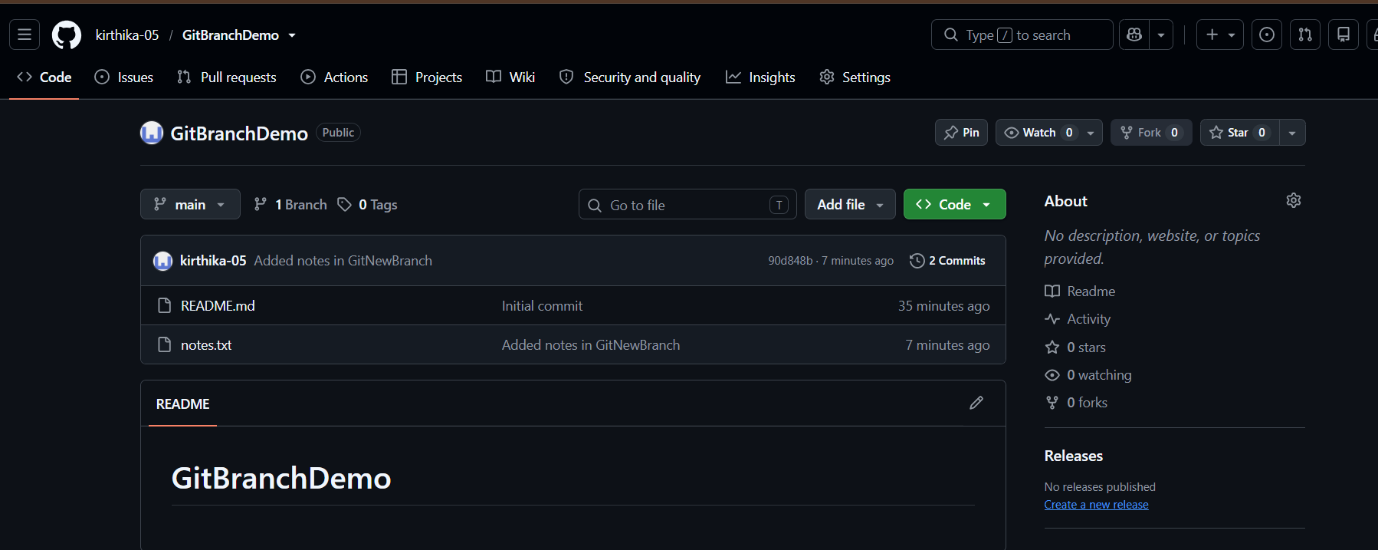 kirthika-05 / GitBranchDemo
Type / to search
Code Issues Pull requests Actions Projects Wiki Security and quality Insights Settings
GitBranchDemo Public
Pin Watch 0 Fork 0 Star 0
main 1 Branch 0 Tags Go to file T Add file Code
kirthika-05 Added notes in GitNewBranch 90d848b · 7 minutes ago 2 Commits
README.md Initial commit 35 minutes ago
notes.txt Added notes in GitNewBranch 7 minutes ago
README
GitBranchDemo
About
No description, website, or topics
provided.
Readme
Activity
0 stars
0 watching
0 forks
Releases
No releases published
Create a new release